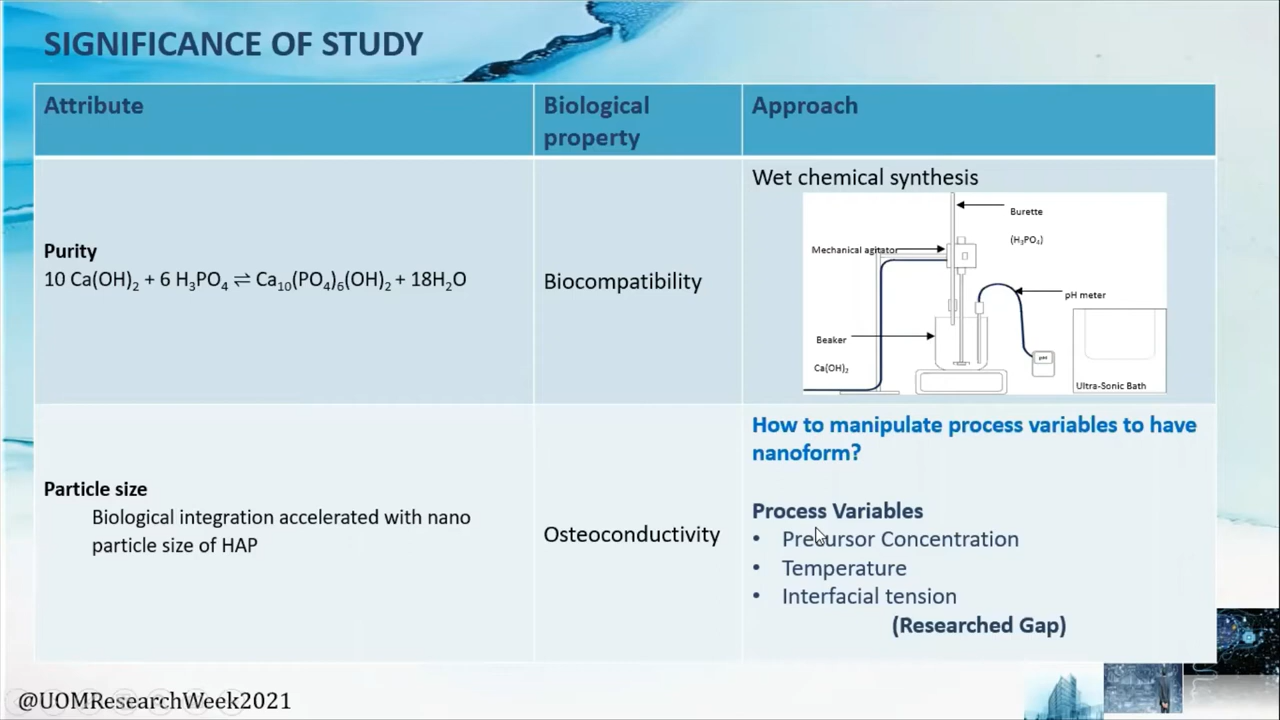 SIGNIFICANCE OF STUDY
Attribute
Biological
property
Approach
Purity
10 Ca(OH)₂ + 6 H₃PO₄ ⇌ Ca₁₀(PO₄)₆(OH)₂ + 18H₂O
Biocompatibility
Wet chemical synthesis
Burette
(H₃PO₄)
Mechanical agitator
pH meter
Beaker
Ca(OH)₂
Ultra-Sonic Bath
Particle size
Biological integration accelerated with nano
particle size of HAP
Osteoconductivity
How to manipulate process variables to have
nanoform?
Process Variables
• Precursor Concentration
• Temperature
• Interfacial tension
(Researched Gap)
@UOMResearchWeek2021